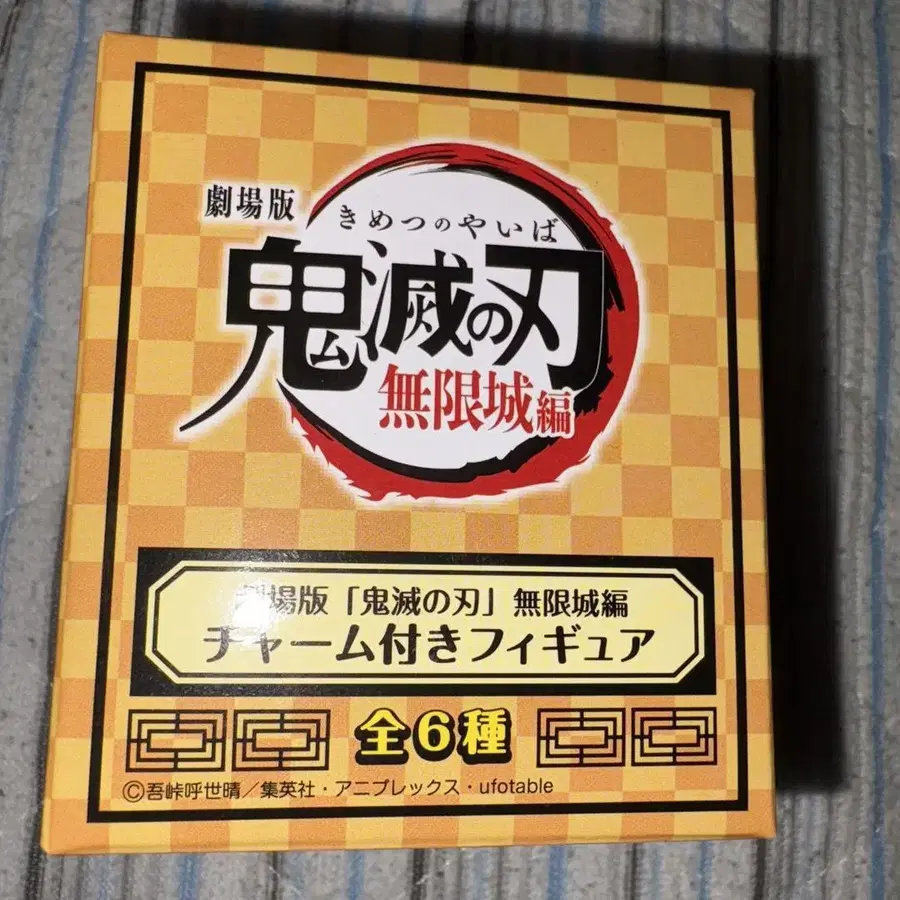 劇場版
きめつのやいば
鬼滅の刃
無限城編
劇場版「鬼滅の刃」無限城編
チャーム付きフィギュア
全6種
©吾峠呼世晴／集英社・アニプレックス・ufotable